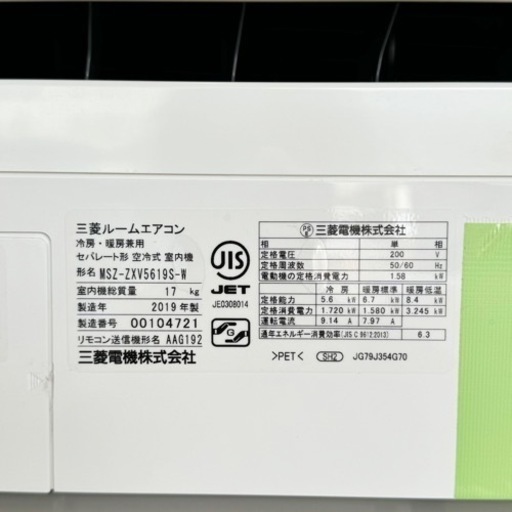 三菱ルームエアコン
冷房・暖房兼用
セパレート形 空冷式 室内機
形名 MSZ-ZXV5619S-W
室内機総質量 17 kg
製造年 2019年製
製造番号 00104721
リモコン送信機形名 AAG192
三菱電機株式会社
JIS
JET
JE0308014
G
PSE 三菱電機株式会社
相 単 相
定格電圧 200 V
定格周波数 50/60 Hz
電動機の定格消費電力 1.58 kW
冷房 暖房標準 暖房低温
定格能力 5.6 kW 6.7 kW 8.4 kW
定格消費電力 1.720 kW 1.580 kW 3.245 kW
運転電流 9.14 A 7.97 A
通年エネルギー消費効率(JIS C 9612:2013) 6.3
>PET< SH2 JG79J354G70